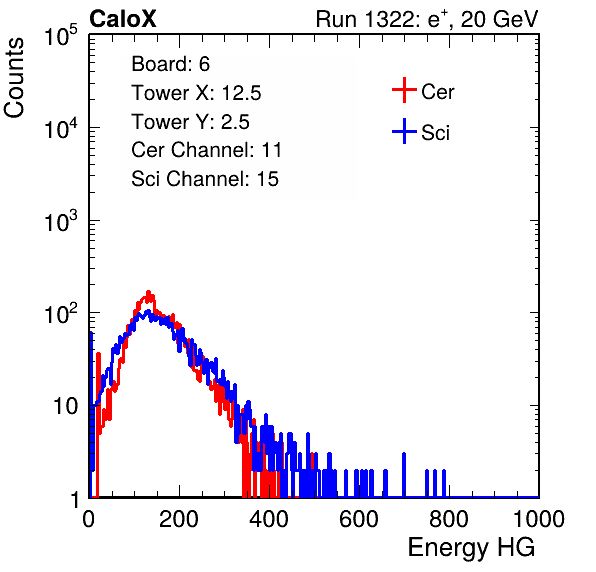 CaloX Run 1322: e⁺, 20 GeV
Counts
Board: 6
Tower X: 12.5
Tower Y: 2.5
Cer Channel: 11
Sci Channel: 15
Cer
Sci
10⁵
10⁴
10³
10²
10
1
0 200 400 600 800 1000
Energy HG